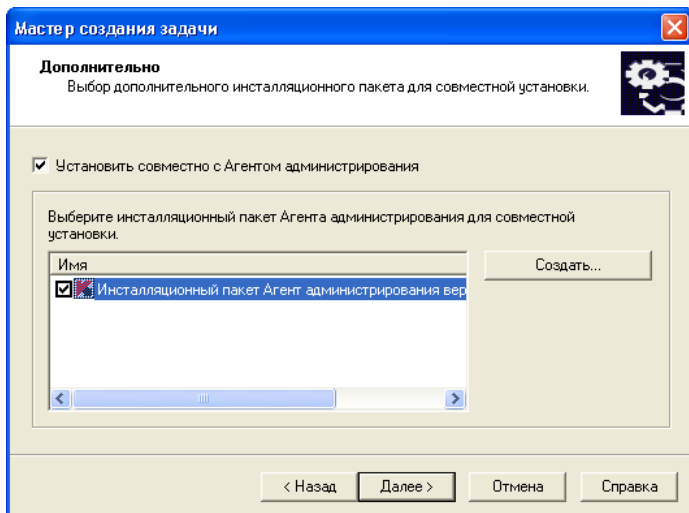 Мастер создания задачи
Дополнительно
Выбор дополнительного инсталляционного пакета для совместной установки.
Установить совместно с Агентом администрирования
Выберите инсталляционный пакет Агента администрирования для совместной
установки.
Имя
Создать...
Инсталляционный пакет Агент администрирования вер
< Назад
Далее >
Отмена
Справка